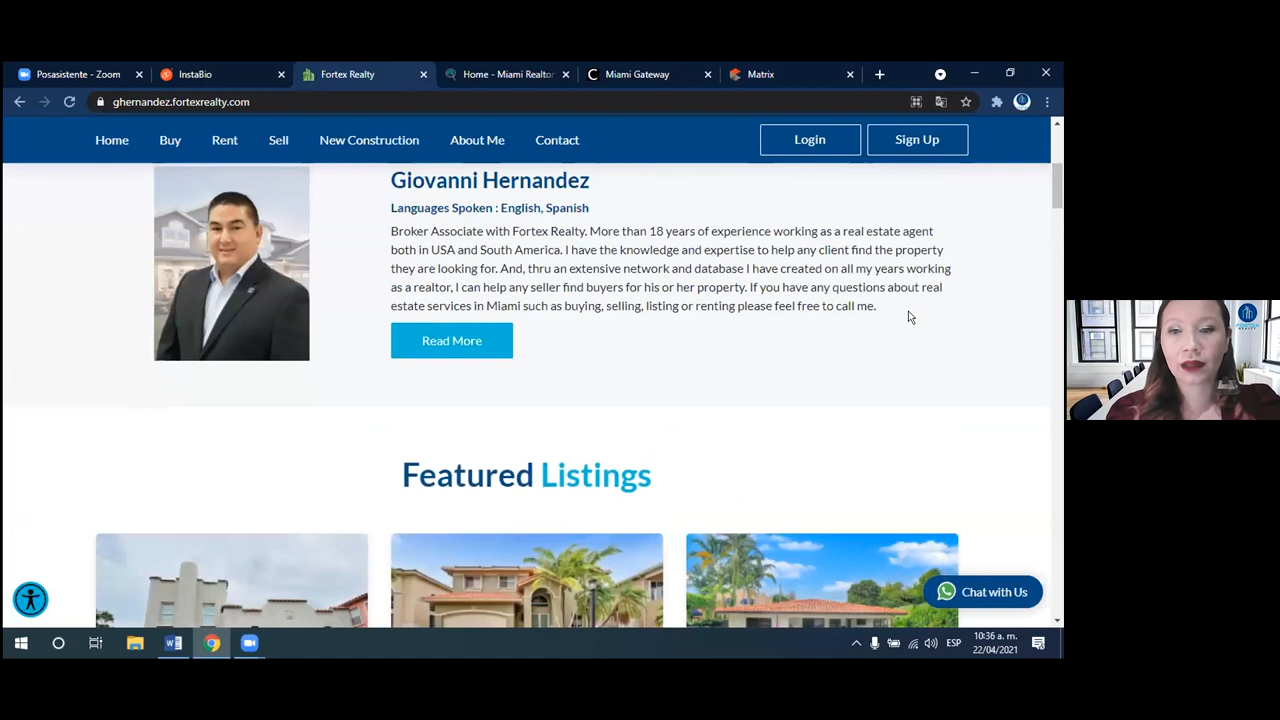 Posasistente - Zoom
InstaBio
Fortex Realty
Home - Miami Realtor
Miami Gateway
Matrix
ghernandez.fortexrealty.com
Home
Buy
Rent
Sell
New Construction
About Me
Contact
Login
Sign Up
Giovanni Hernandez
Languages Spoken : English, Spanish
Broker Associate with Fortex Realty. More than 18 years of experience working as a real estate agent
both in USA and South America. I have the knowledge and expertise to help any client find the property
they are looking for. And, thru an extensive network and database I have created on all my years working
as a realtor, I can help any seller find buyers for his or her property. If you have any questions about real
estate services in Miami such as buying, selling, listing or renting please feel free to call me.
Read More
Featured Listings
Chat with Us
ESP
10:36 a. m.
22/04/2021